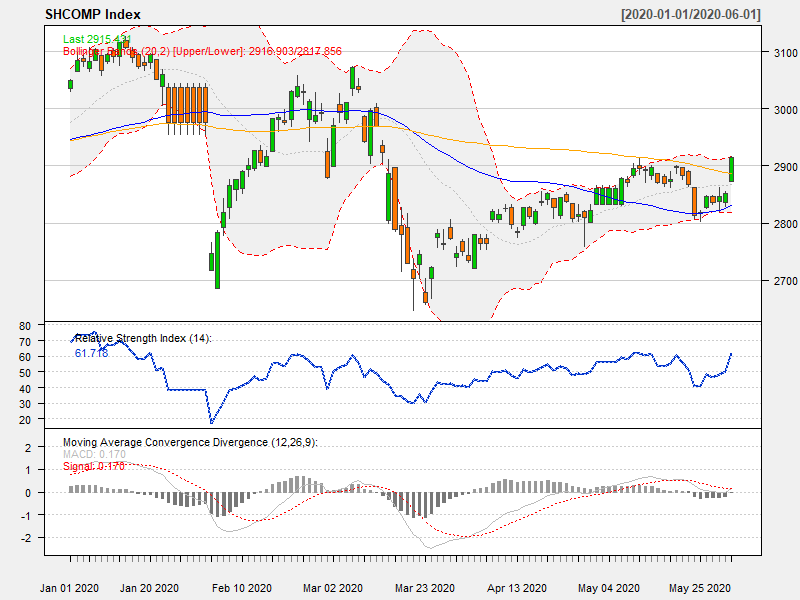 SHCOMP Index [2020-01-01/2020-06-01]
Last 2915.431
Bollinger Bands (20,2) [Upper/Lower]: 2916.903/2817.856
3100
3000
2900
2800
2700
Relative Strength Index (14):
61.718
80
70
60
50
40
30
20
Moving Average Convergence Divergence (12,26,9):
MACD: 0.170
Signal: 0.170
2
1
0
-1
-2
Jan 01 2020 Jan 20 2020 Feb 10 2020 Mar 02 2020 Mar 23 2020 Apr 13 2020 May 04 2020 May 25 2020